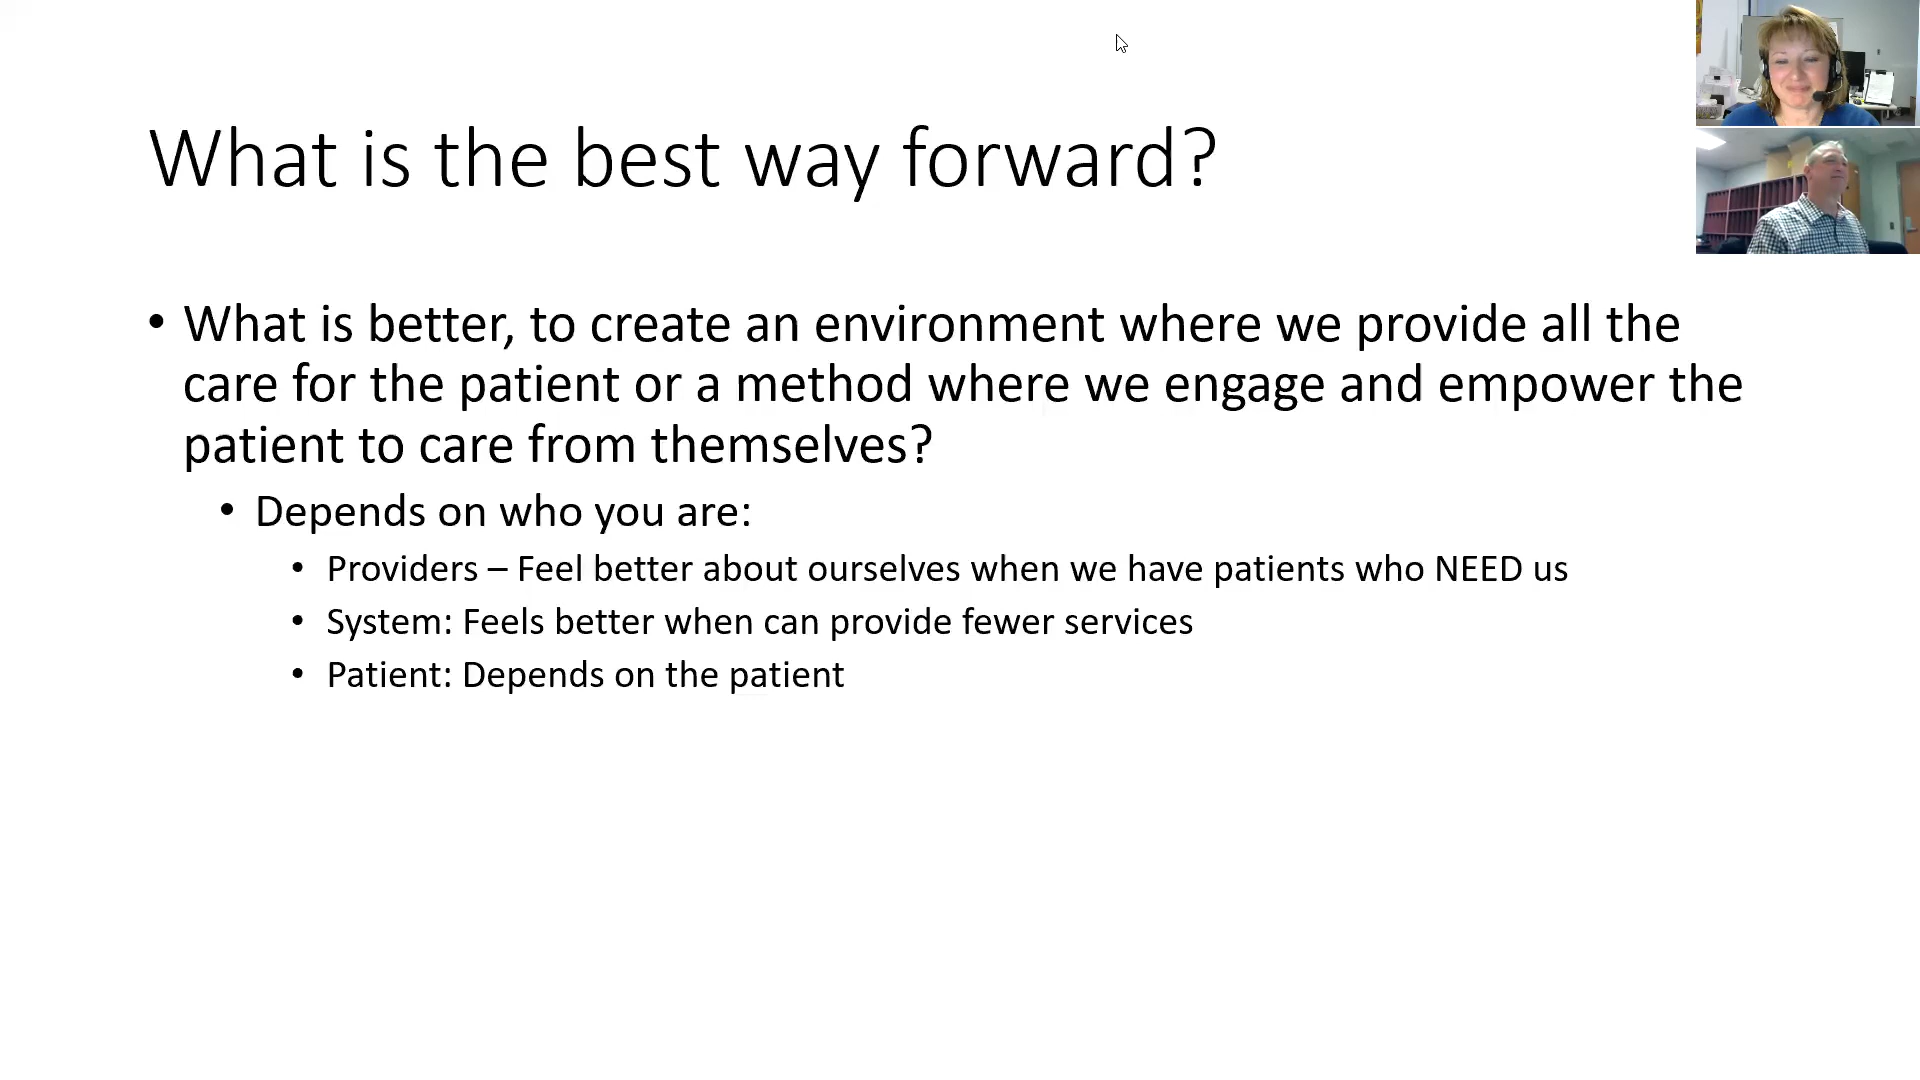 What is the best way forward?
• What is better, to create an environment where we provide all the
care for the patient or a method where we engage and empower the
patient to care from themselves?
• Depends on who you are:
• Providers – Feel better about ourselves when we have patients who NEED us
• System: Feels better when can provide fewer services
• Patient: Depends on the patient